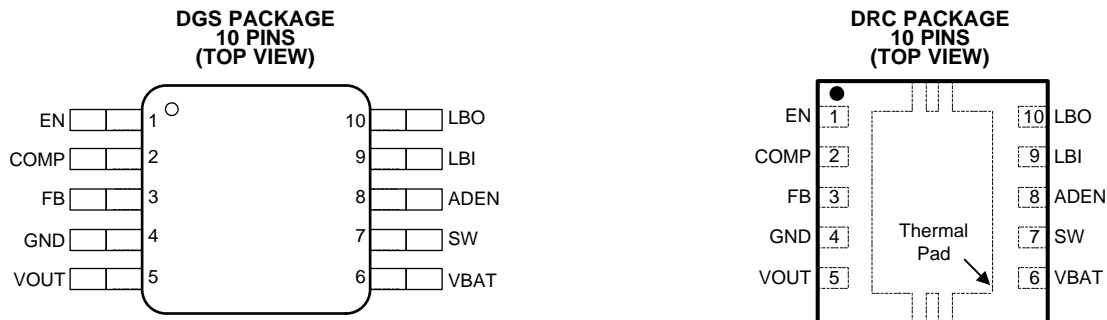 DGS PACKAGE
10 PINS
(TOP VIEW)
EN 1 10 LBO
COMP 2 9 LBI
FB 3 8 ADEN
GND 4 7 SW
VOUT 5 6 VBAT
DRC PACKAGE
10 PINS
(TOP VIEW)
EN 1 10 LBO
COMP 2 9 LBI
FB 3 8 ADEN
GND 4 7 SW
Thermal
Pad
VOUT 5 6 VBAT